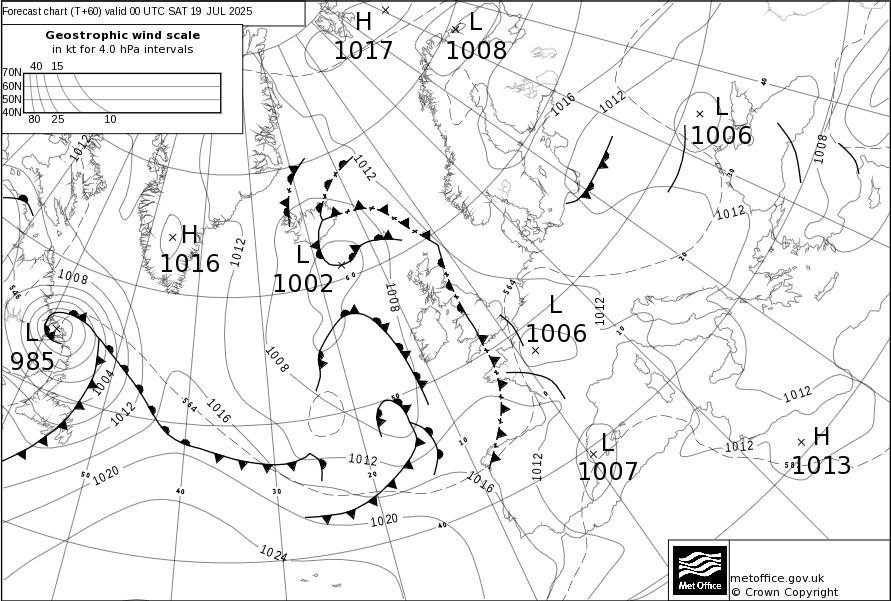 Forecast chart (T+60) valid 00 UTC SAT 19 JUL 2025
Geostrophic wind scale
in kt for 4.0 hPa intervals
40 15
70N
60N
50N
40N
80 25 10
H
1017
L
1008
L
1006
H
1016
L
1002
L
985
L
1006
L
1007
H
1013
1012
1012
1016
1012
1008
1012
1012
1008
1008
1012
564
1008
1004
1012
564
1016
1012
1012
1012
1012
1016
1020
1020
1024
546
40
30
20
10
0
10
20
30
40
50
60
50
40
Met Office
metoffice.gov.uk
© Crown Copyright